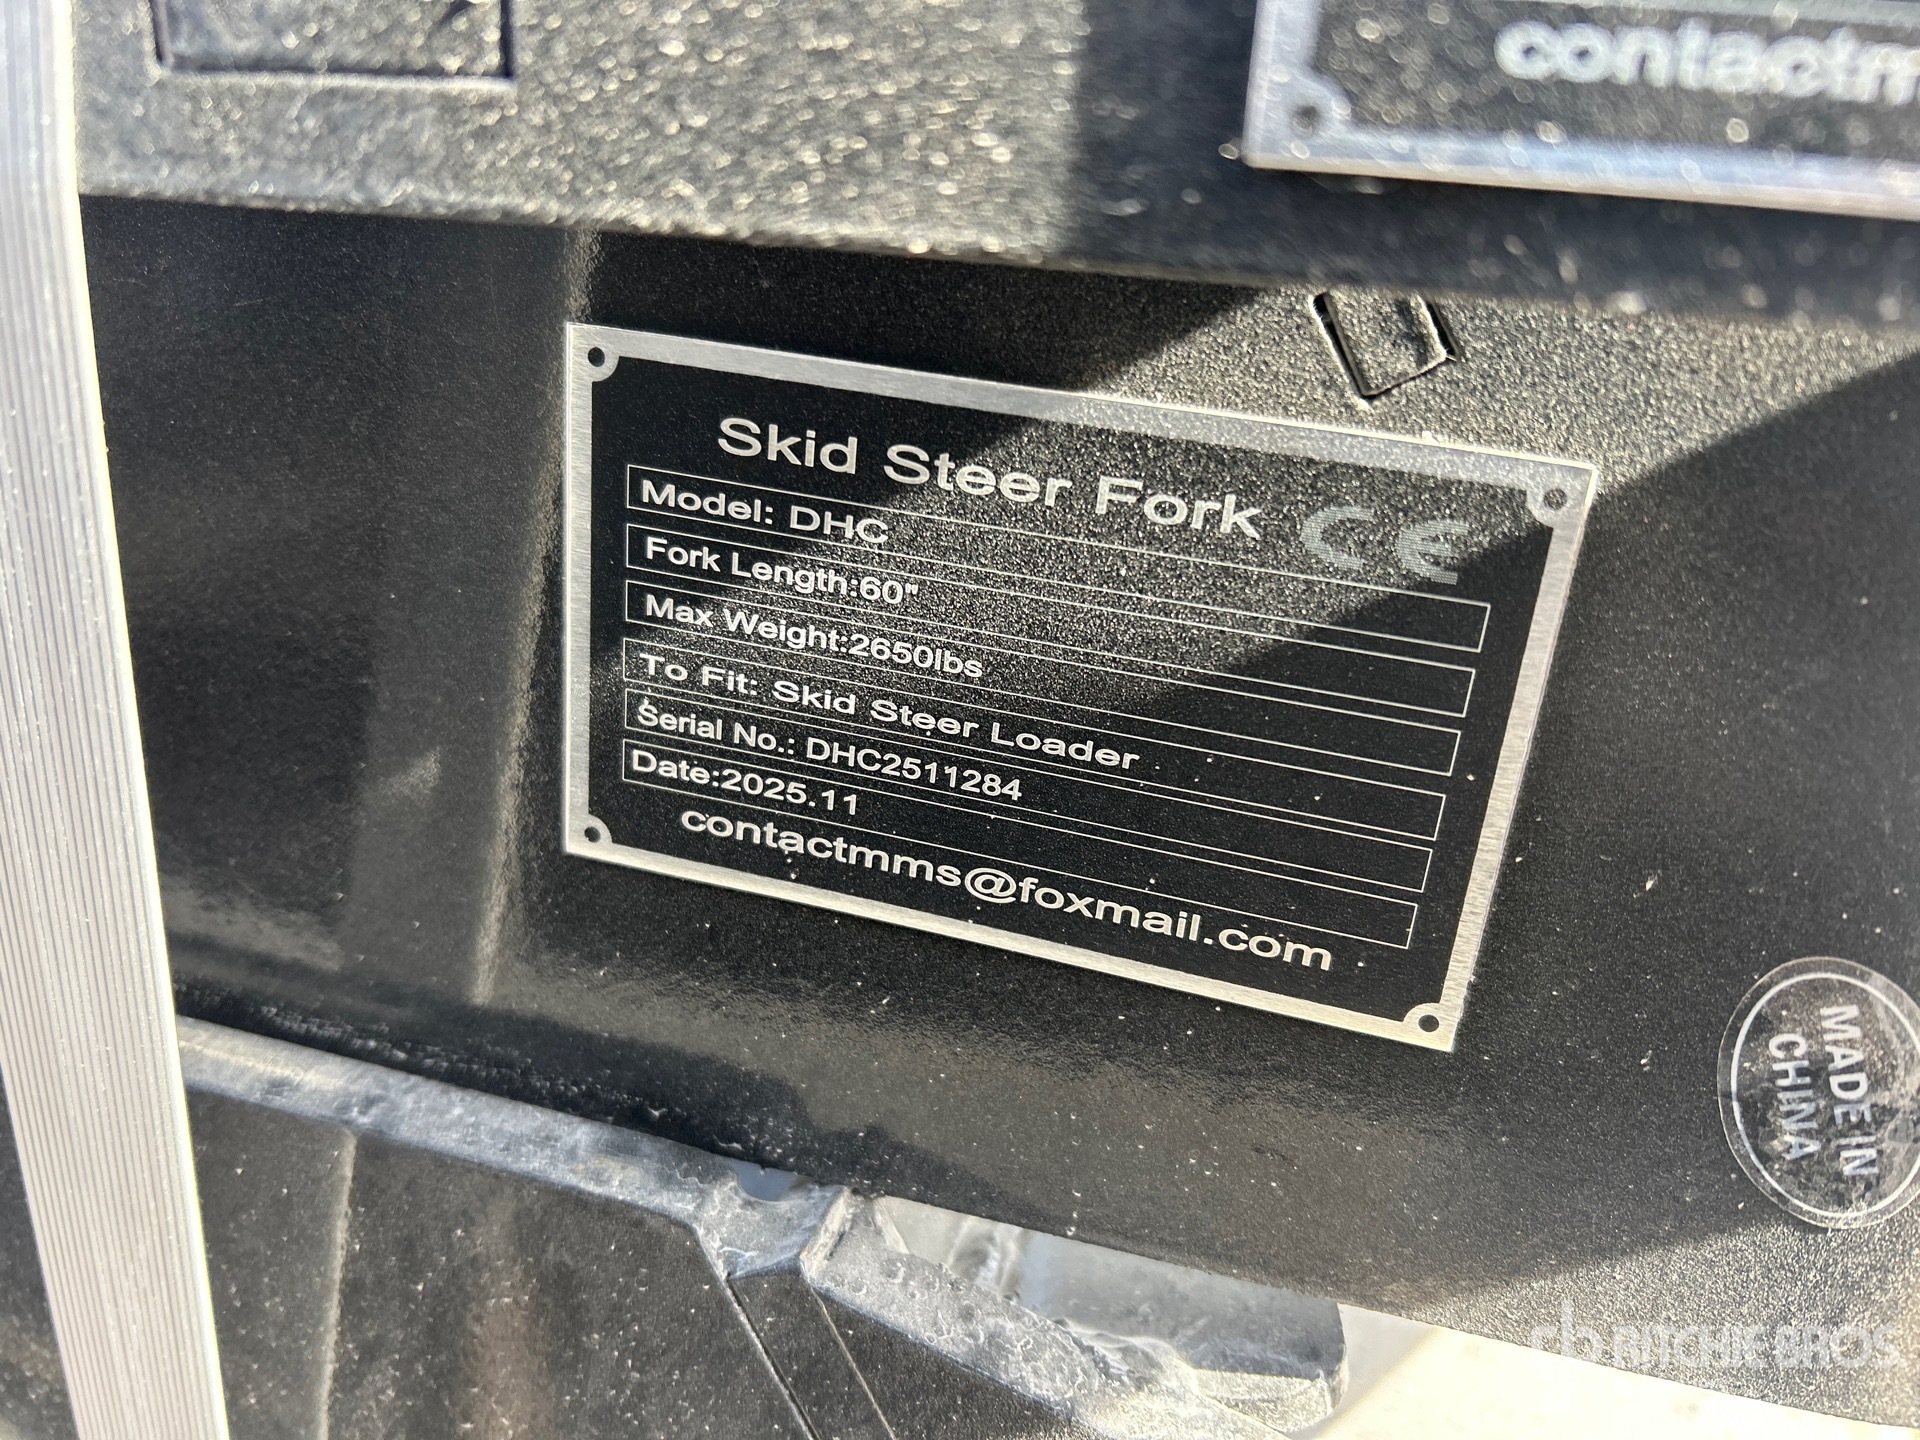 contactm
Skid Steer Fork CE
Model: DHC
Fork Length:60"
Max Weight:2650lbs
To Fit: Skid Steer Loader
Serial No.: DHC2511284
Date:2025.11
contactmms@foxmail.com
MADE IN
CHINA
RITCHIE BROS